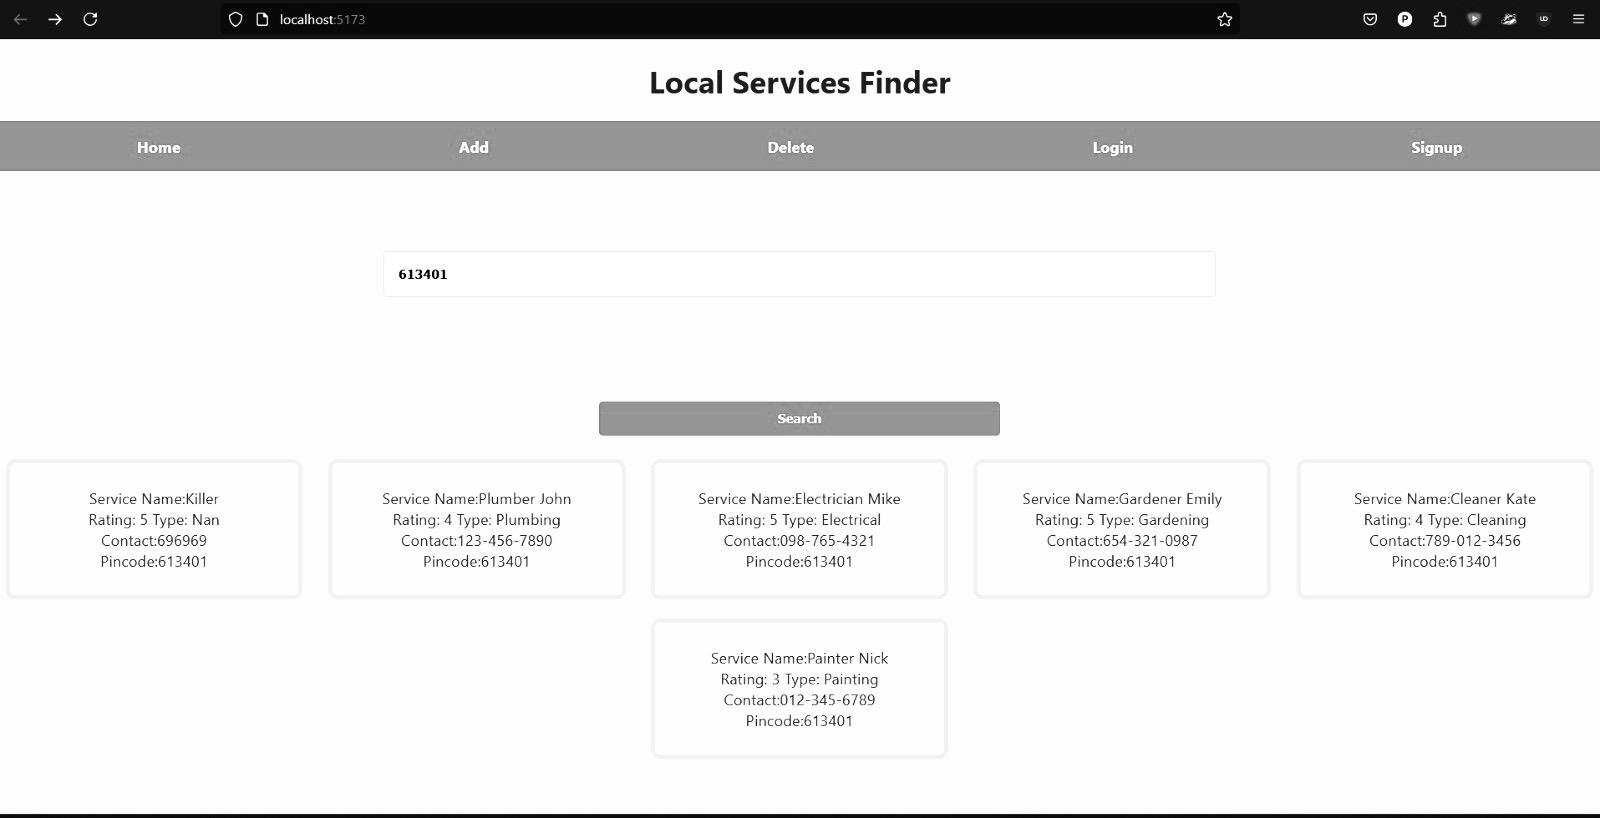 localhost:5173
Local Services Finder
Home Add Delete Login Signup
613401
Search
Service Name:Killer
Rating: 5 Type: Nan
Contact:696969
Pincode:613401
Service Name:Plumber John
Rating: 4 Type: Plumbing
Contact:123-456-7890
Pincode:613401
Service Name:Electrician Mike
Rating: 5 Type: Electrical
Contact:098-765-4321
Pincode:613401
Service Name:Gardener Emily
Rating: 5 Type: Gardening
Contact:654-321-0987
Pincode:613401
Service Name:Cleaner Kate
Rating: 4 Type: Cleaning
Contact:789-012-3456
Pincode:613401
Service Name:Painter Nick
Rating: 3 Type: Painting
Contact:012-345-6789
Pincode:613401